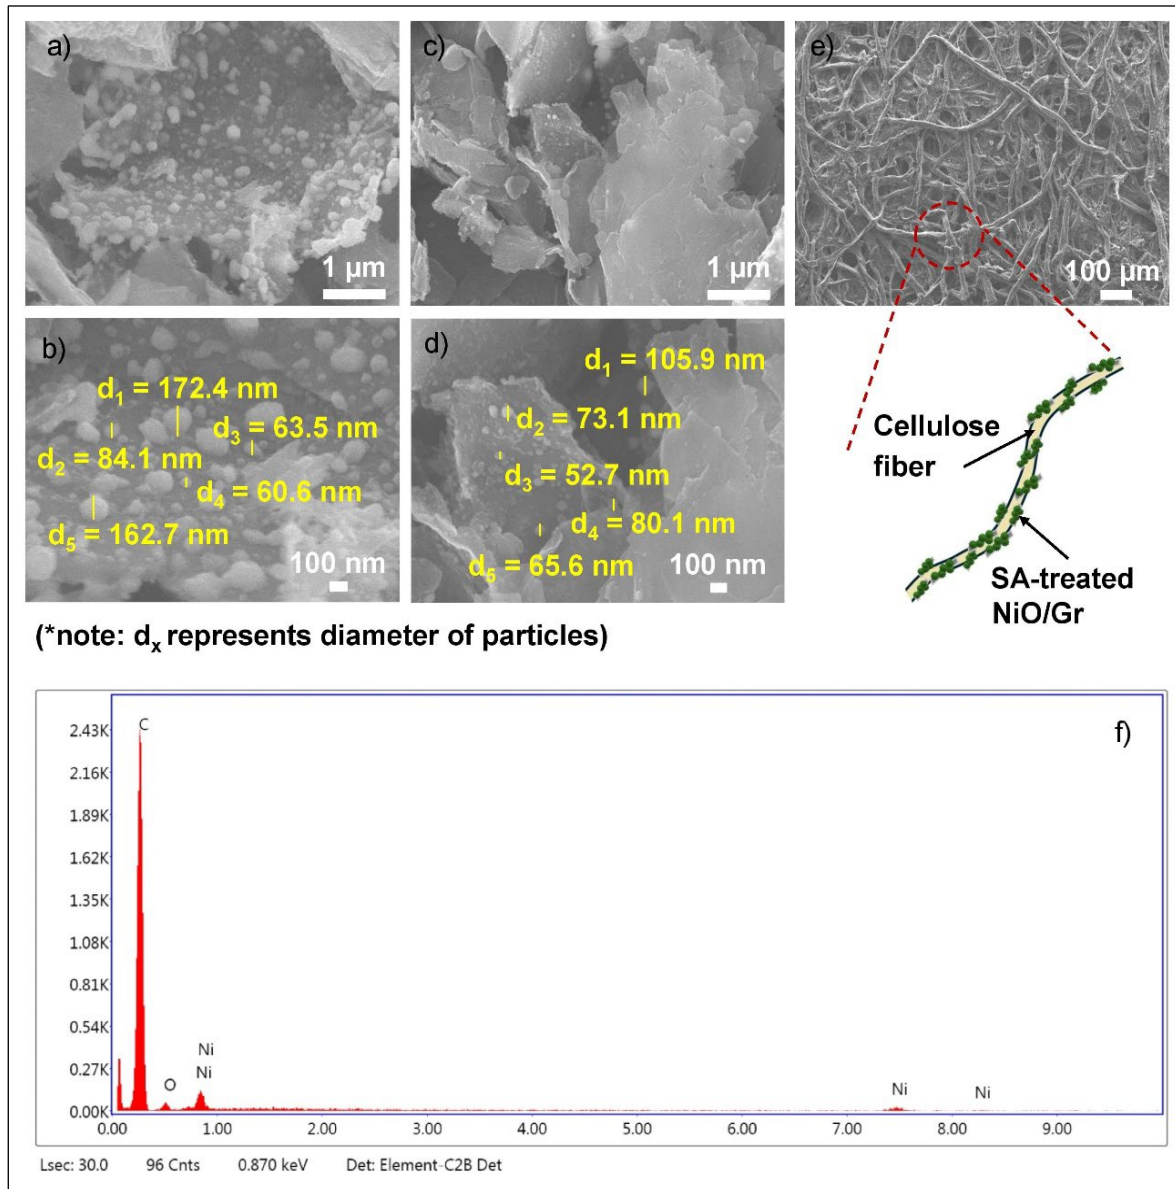 a)
1 µm
c)
1 µm
e)
100 µm
b)
d₁ = 172.4 nm
d₃ = 63.5 nm
d₂ = 84.1 nm
d₄ = 60.6 nm
d₅ = 162.7 nm
100 nm
d)
d₁ = 105.9 nm
d₂ = 73.1 nm
d₃ = 52.7 nm
d₄ = 80.1 nm
d₅ = 65.6 nm
100 nm
Cellulose
fiber
SA-treated
NiO/Gr
(*note: dₓ represents diameter of particles)
f)
2.43K
2.16K
1.89K
1.62K
1.35K
1.08K
0.81K
0.54K
0.27K
0.00K
C
O
Ni
Ni
Ni
Ni
0.00
1.00
2.00
3.00
4.00
5.00
6.00
7.00
8.00
9.00
Lsec: 30.0 96 Cnts 0.870 keV Det: Element-C2B Det